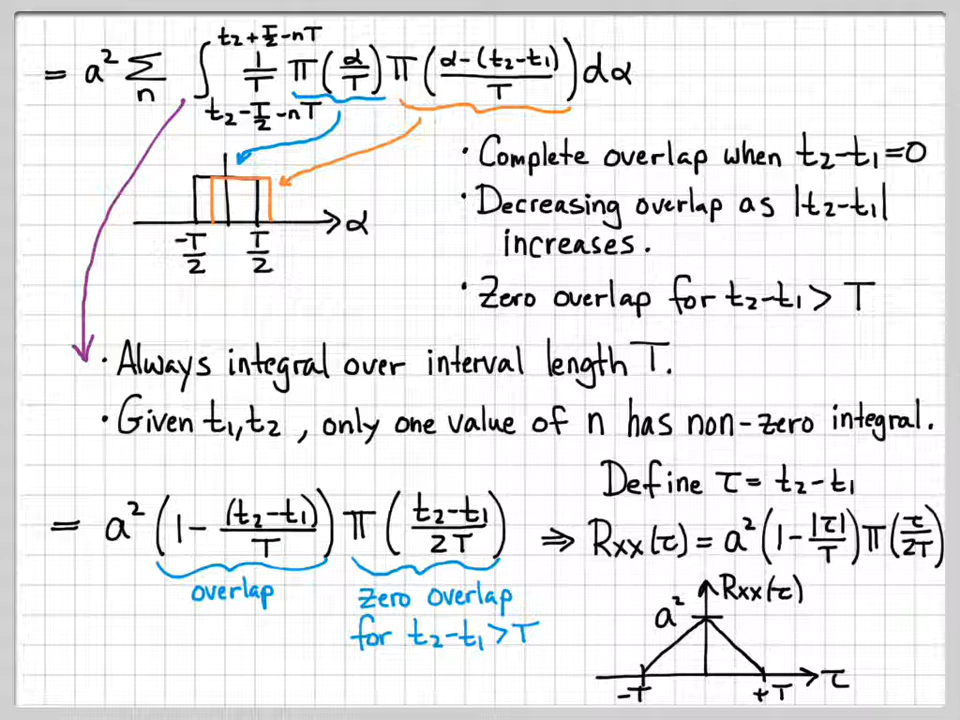 = a² Σ_n ∫_{t₂-T/2-nT}^{t₂+T/2-nT} 1/T Π(α/T) Π((α-(t₂-t₁))/T) dα
· Complete overlap when t₂-t₁=0
· Decreasing overlap as |t₂-t₁|
increases.
· Zero overlap for t₂-t₁ > T
-T/2 T/2 α
· Always integral over interval length T.
· Given t₁,t₂ , only one value of n has non-zero integral.
Define τ = t₂-t₁
= a² (1 - (t₂-t₁)/T) Π((t₂-t₁)/2T) ⇒ Rxx(τ) = a²(1-|τ|/T) Π(τ/2T)
overlap
Zero overlap
for t₂-t₁ > T
Rxx(τ)
a²
-T +T τ